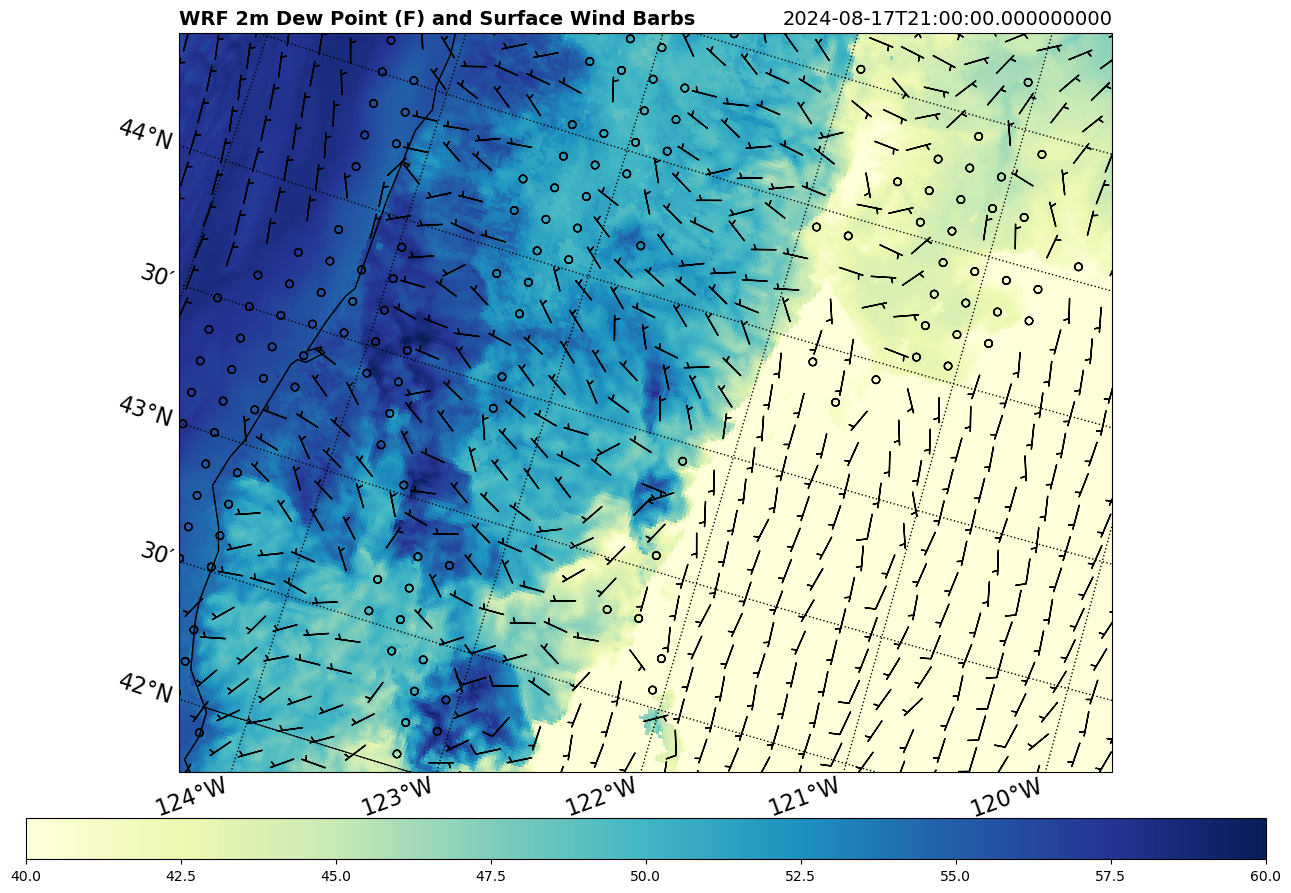 WRF 2m Dew Point (F) and Surface Wind Barbs 2024-08-17T21:00:00.000000000
44°N
30′
43°N
30′
42°N
124°W 123°W 122°W 121°W 120°W
40.0 42.5 45.0 47.5 50.0 52.5 55.0 57.5 60.0